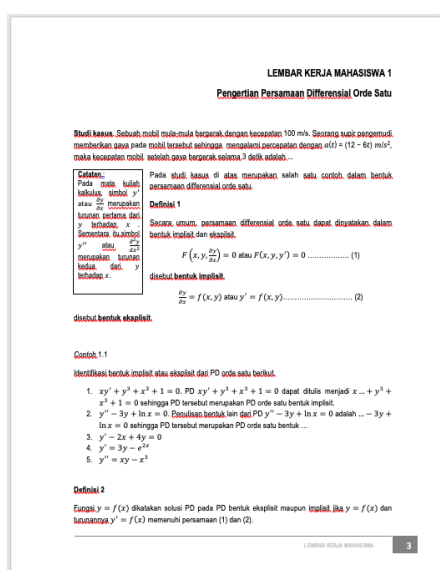 LEMBAR KERJA MAHASISWA 1
Pengertian Persamaan Differensial Orde Satu
Studi kasus. Sebuah mobil mula-mula bergerak dengan kecepatan 100 m/s. Seorang supir pengemudi
memberikan gaya pada mobil tersebut sehingga mengalami percepatan dengan a(t) = (12 − 6t) m/s²,
maka kecepatan mobil setelah gaya bergerak selama 3 detik adalah ...
Catatan:
Pada mata kuliah
kalkulus, simbol y′
atau ∂y/∂x merupakan
turunan pertama dari
y terhadap x .
Sementara itu,simbol
y″ atau ∂²y/∂x²
merupakan turunan
kedua dari y
terhadap x.
Pada studi kasus di atas merupakan salah satu contoh dalam bentuk
persamaan differensial orde satu.
Definisi 1
Secara umum, persamaan differensial orde satu dapat dinyatakan dalam
bentuk implisit dan eksplisit.
F (x, y, ∂y/∂x) = 0 atau F(x, y, y′) = 0 .................. (1)
disebut bentuk implisit.
∂y/∂x = f(x, y) atau y′ = f(x, y)............................. (2)
disebut bentuk eksplisit.
Contoh 1.1
Identifikasi bentuk implisit atau eksplisit dari PD orde satu berikut.
1. xy′ + y³ + x³ + 1 = 0. PD xy′ + y³ + x³ + 1 = 0 dapat ditulis menjadi x ... + y³ +
x³ + 1 = 0 sehingga PD tersebut merupakan PD orde satu bentuk implisit.
2. y″ − 3y + ln x = 0. Penulisan bentuk lain dari PD y″ − 3y + ln x = 0 adalah ... − 3y +
ln x = 0 sehingga PD tersebut merupakan PD orde satu bentuk ...
3. y′ − 2x + 4y = 0
4. y′ = 3y − e²ˣ
5. y″ = xy − x³
Definisi 2
Fungsi y = f(x) dikatakan solusi PD pada PD bentuk eksplisit maupun implisit jika y = f(x) dan
turunannya y′ = f(x) memenuhi persamaan (1) dan (2).
LEMBAR KERJA MAHASISWA 3